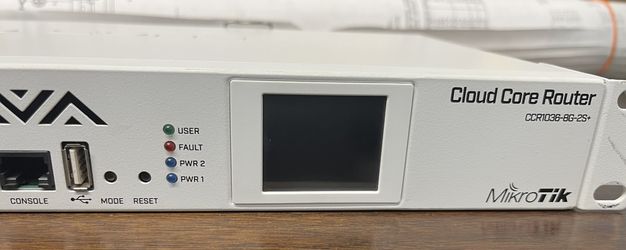 USER
FAULT
PWR 2
PWR 1
CONSOLE
MODE
RESET
Cloud Core Router
CCR1036-8G-2S+
MikroTik